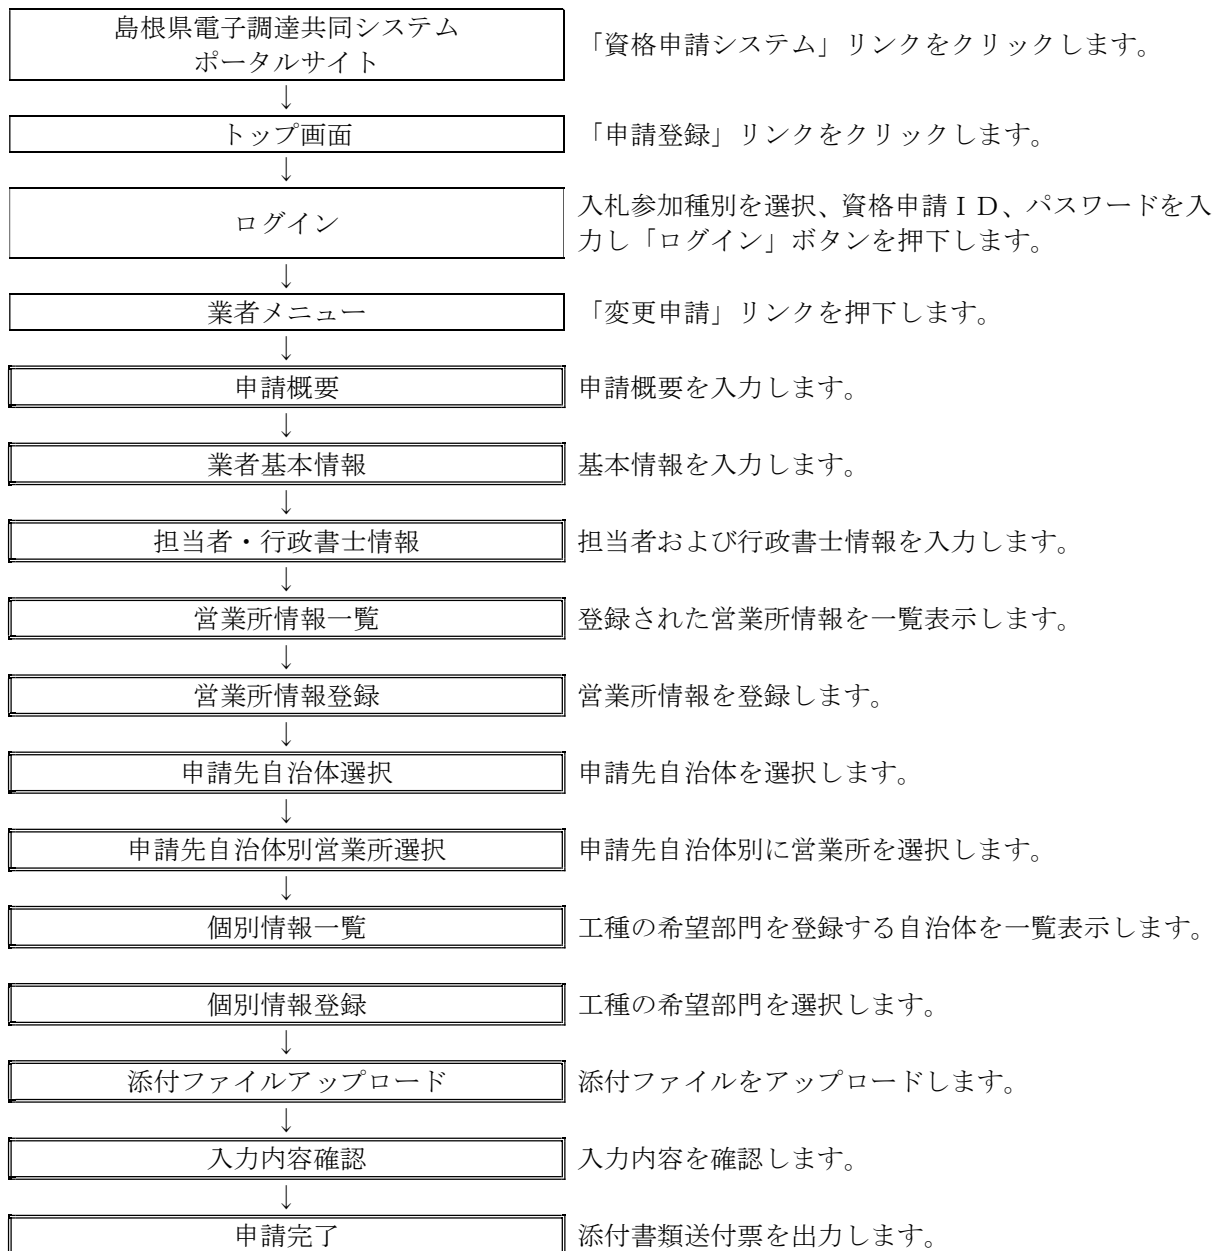 島根県電子調達共同システム
ポータルサイト
「資格申請システム」リンクをクリックします。
↓
トップ画面
「申請登録」リンクをクリックします。
↓
ログイン
入札参加種別を選択、資格申請ＩＤ、パスワードを入
力し「ログイン」ボタンを押下します。
↓
業者メニュー
「変更申請」リンクを押下します。
↓
申請概要
申請概要を入力します。
↓
業者基本情報
基本情報を入力します。
↓
担当者・行政書士情報
担当者および行政書士情報を入力します。
↓
営業所情報一覧
登録された営業所情報を一覧表示します。
↓
営業所情報登録
営業所情報を登録します。
↓
申請先自治体選択
申請先自治体を選択します。
↓
申請先自治体別営業所選択
申請先自治体別に営業所を選択します。
↓
個別情報一覧
工種の希望部門を登録する自治体を一覧表示します。
個別情報登録
工種の希望部門を選択します。
↓
添付ファイルアップロード
添付ファイルをアップロードします。
↓
入力内容確認
入力内容を確認します。
↓
申請完了
添付書類送付票を出力します。